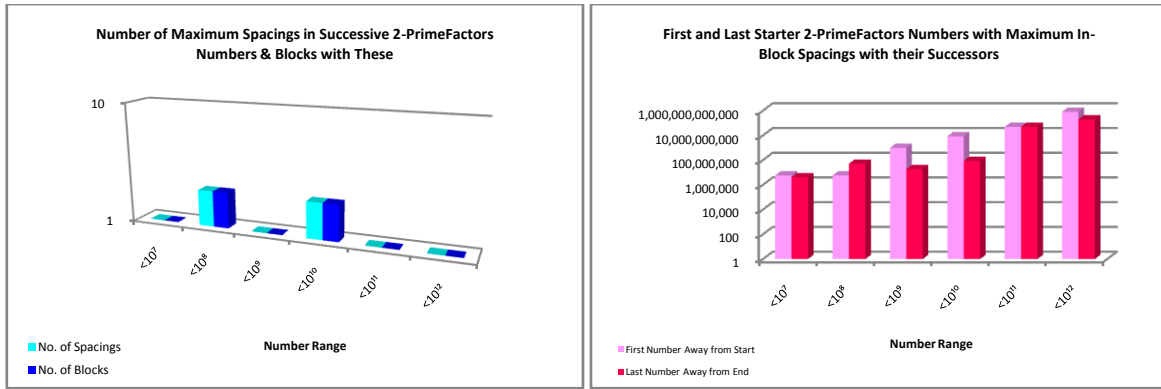 Number of Maximum Spacings in Successive 2-PrimeFactors
Numbers & Blocks with These
10
1
<10⁷
<10⁸
<10⁹
<10¹⁰
<10¹¹
<10¹²
Number Range
No. of Spacings
No. of Blocks
First and Last Starter 2-PrimeFactors Numbers with Maximum In-
Block Spacings with their Successors
1,000,000,000,000
10,000,000,000
100,000,000
1,000,000
10,000
100
1
<10⁷
<10⁸
<10⁹
<10¹⁰
<10¹¹
<10¹²
Number Range
First Number Away from Start
Last Number Away from End